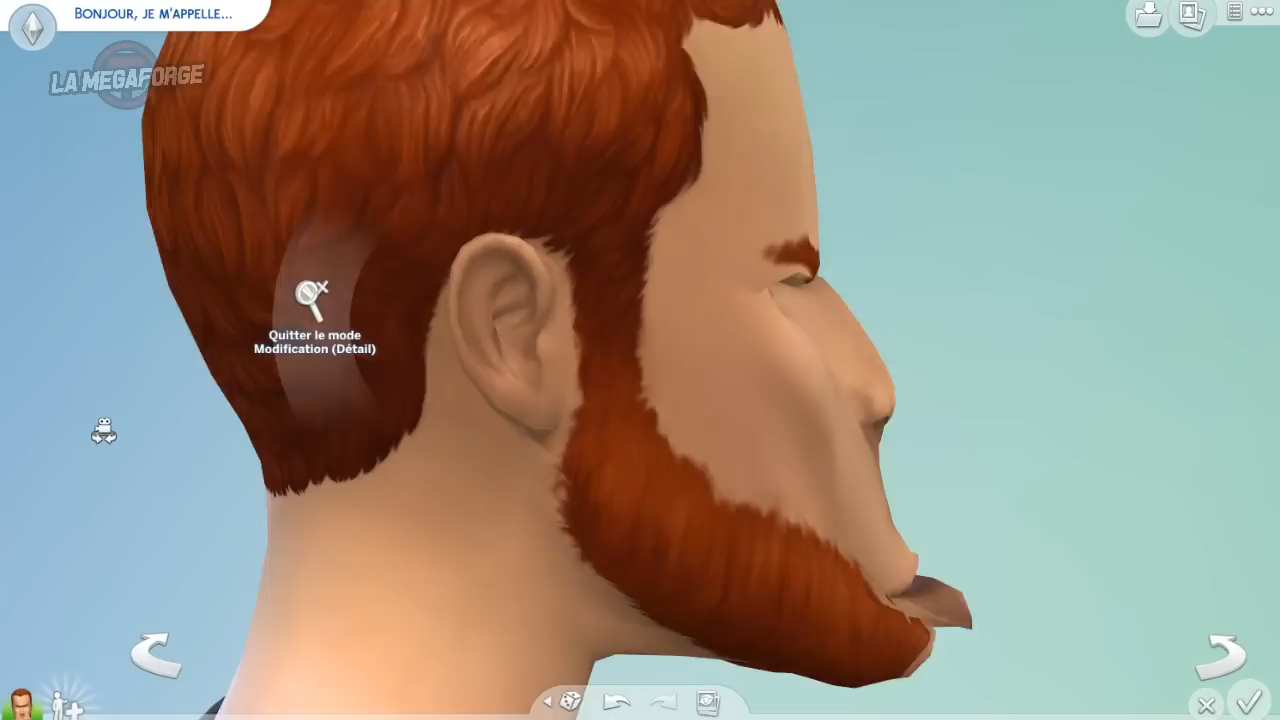 BONJOUR, JE M'APPELLE...
LA MEGAFORGE
Quitter le mode
Modification (Détail)